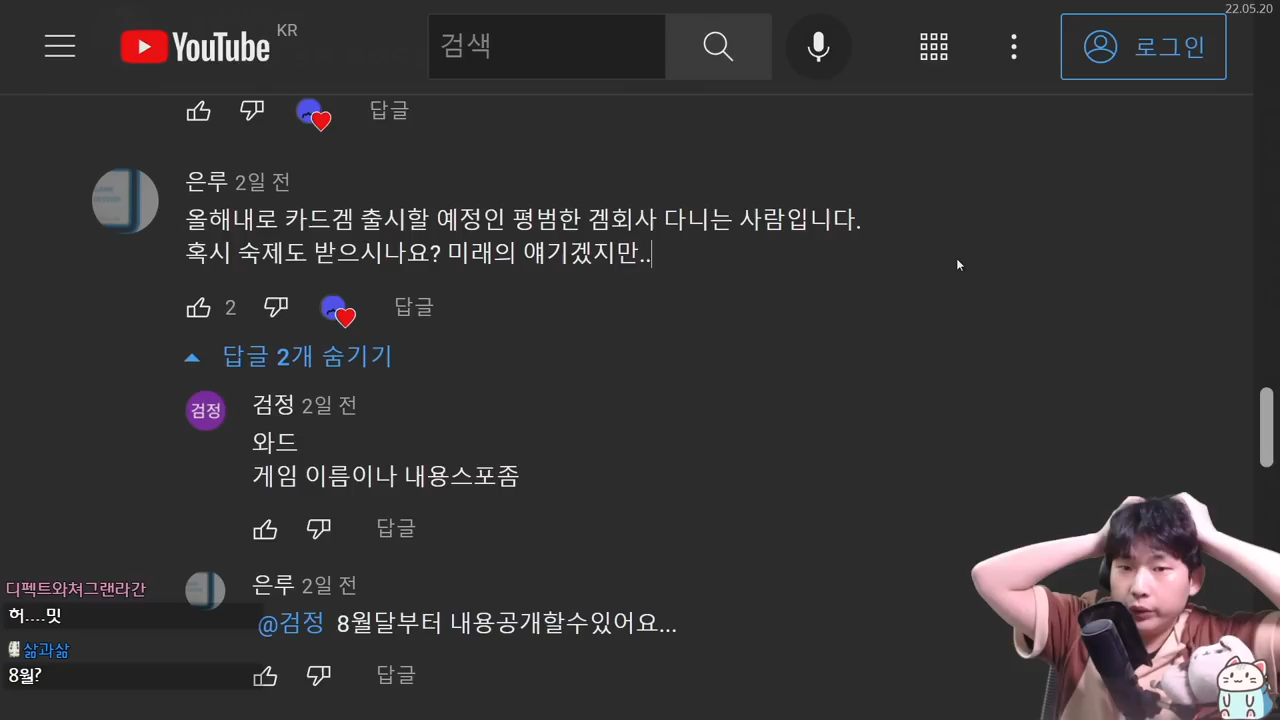 22.05.20
YouTube KR
검색
로그인
답글
은루 2일 전
올해내로 카드겜 출시할 예정인 평범한 겜회사 다니는 사람입니다.
혹시 숙제도 받으시나요? 미래의 얘기겠지만..
2
답글
답글 2개 숨기기
검정
검정 2일 전
와드
게임 이름이나 내용스포좀
답글
은루 2일 전
@검정 8월달부터 내용공개할수있어요...
답글
디펙트와쳐그랜라간
허....밋
삶과삶
8월?